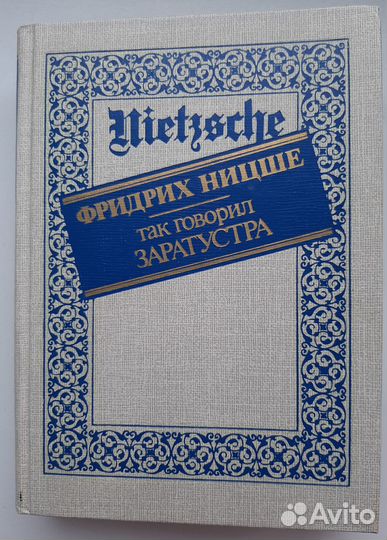 Nietzsche
ФРИДРИХ НИЦШЕ
ТАК ГОВОРИЛ
ЗАРАТУСТРА
Avito